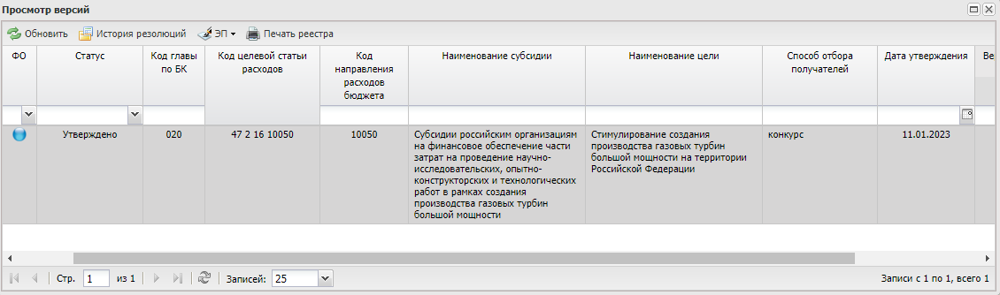 Просмотр версий
Обновить История резолюций ЭП Печать реестра
ФО
Статус
Код главы
по БК
Код целевой статьи
расходов
Код
направления
расходов
бюджета
Наименование субсидии
Наименование цели
Способ отбора
получателей
Дата утверждения
Ве
Утверждено
020
47 2 16 10050
10050
Субсидии российским организациям
на финансовое обеспечение части
затрат на проведение научно-
исследовательских, опытно-
конструкторских и технологических
работ в рамках создания
производства газовых турбин
большой мощности
Стимулирование создания
производства газовых турбин
большой мощности на территории
Российской Федерации
конкурс
11.01.2023
Стр. 1 из 1 Записей: 25 Записи с 1 по 1, всего 1